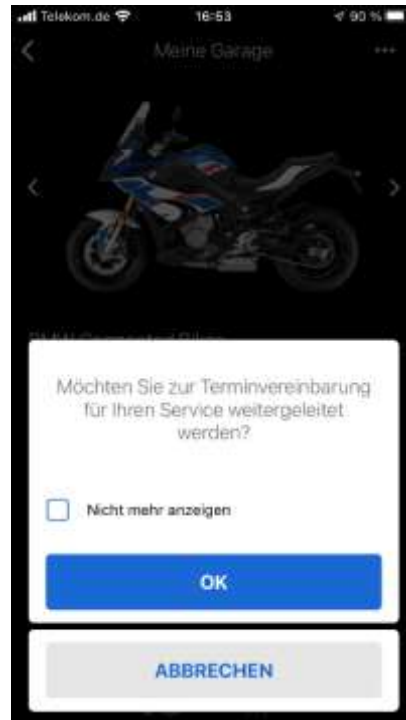 Telekom.de 16:53 90 %
Meine Garage
Möchten Sie zur Terminvereinbarung
für Ihren Service weitergeleitet
werden?
Nicht mehr anzeigen
OK
ABBRECHEN